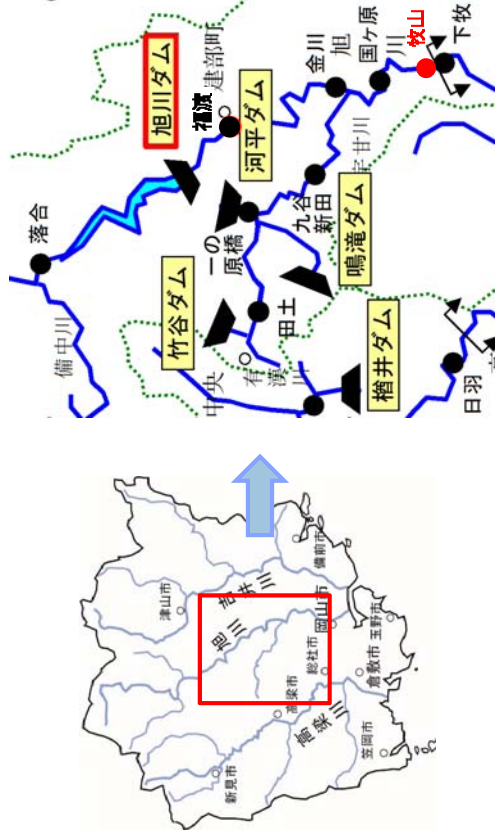 津山市
新見市
旭川
吉井川
高梁市
高梁川
総社市
岡山市
備前市
倉敷市
笠岡市
玉野市
落合
備中川
旭川ダム
建部町
福渡
竹谷ダム
河平ダム
一の
原橋
金川
旭
川
国ヶ原
牧山
下牧
宇甘川
九谷
新田
田土
鳴滝ダム
中央
有漢川
楢井ダム
日羽